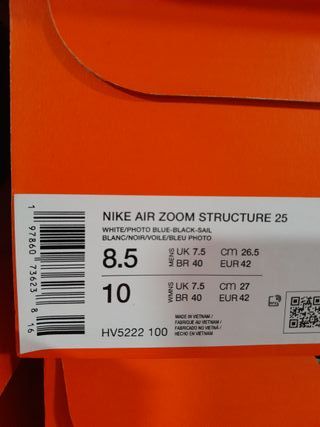 NIKE AIR ZOOM STRUCTURE 25
WHITE/PHOTO BLUE-BLACK-SAIL
BLANC/NOIR/VOILE/BLEU PHOTO
8.5 MENS UK 7.5 CM 26.5
BR 40 EUR 42
10 WMNS UK 7.5 CM 27
BR 40 EUR 42
HV5222 100
MADE IN VIETNAM /
FABRIQUE AU VIETNAM /
FABRICADO NO VIETNÃ /
HECHO EN VIETNAM
1 97860 73623 8 16